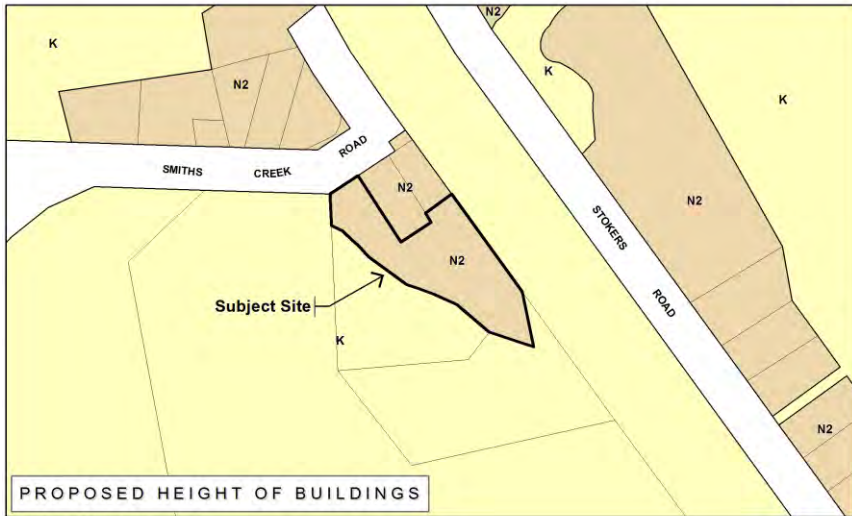 K
N2
N2
K
K
SMITHS CREEK ROAD
N2
N2
N2
STOKERS ROAD
Subject Site
K
N2
PROPOSED HEIGHT OF BUILDINGS